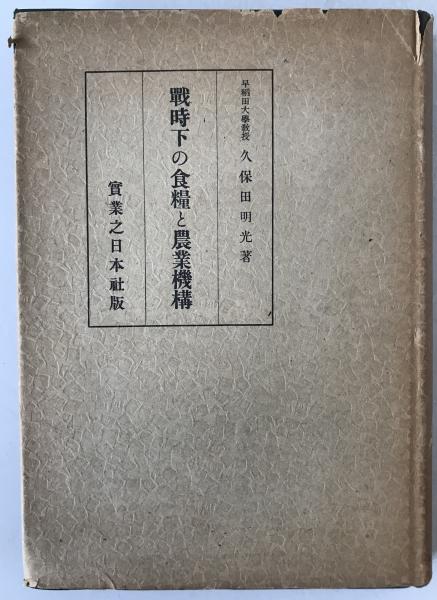 早稻田大學敎授 久保田明光著
戰時下の食糧と農業機構
實業之日本社版